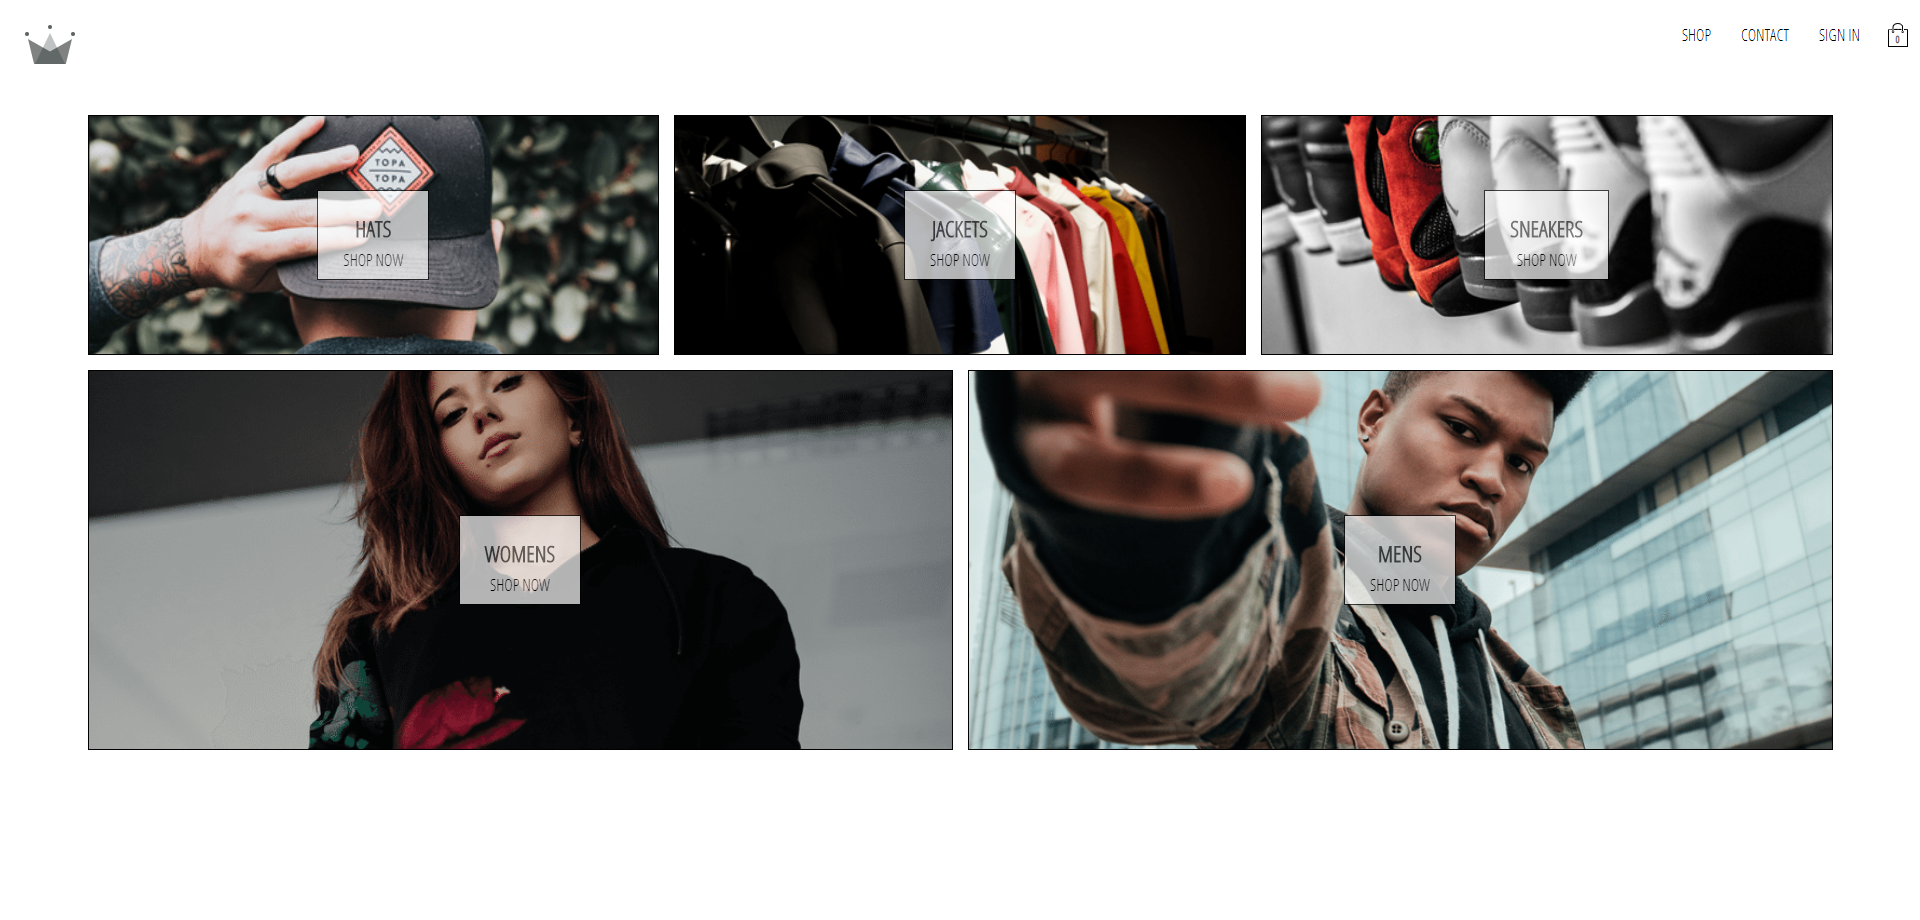 SHOP
CONTACT
SIGN IN
0
TOPA
TOPA
HATS
SHOP NOW
JACKETS
SHOP NOW
SNEAKERS
SHOP NOW
WOMENS
SHOP NOW
MENS
SHOP NOW